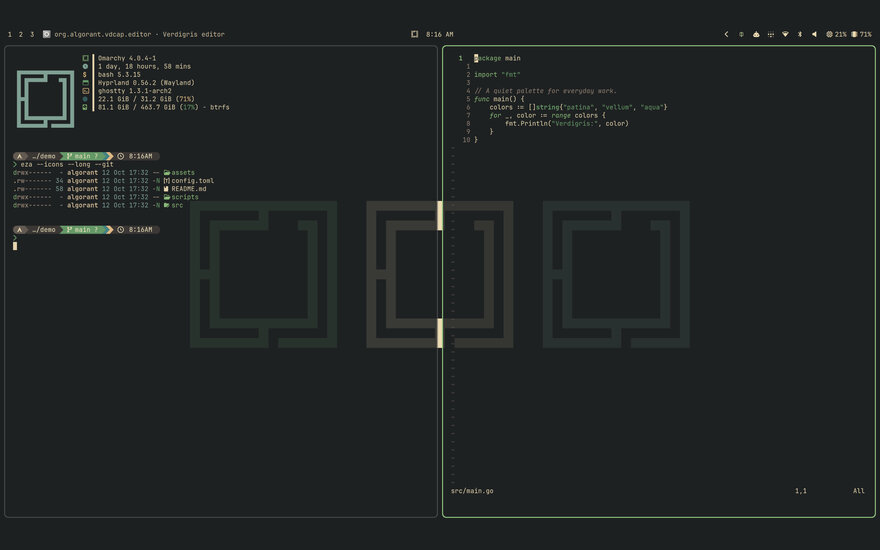 1 2 3 org.algorant.vdcap.editor · Verdigris editor
8:16 AM
21% 71%
Omarchy 4.0.4-1
1 day, 18 hours, 58 mins
$ bash 5.3.15
Hyprland 0.56.2 (Wayland)
ghostty 1.3.1-arch2
22.1 GiB / 31.2 GiB (71%)
81.1 GiB / 463.7 GiB (17%) - btrfs
…/demo main ? 8:16AM
❯ eza --icons --long --git
drwx------ - algorant 12 Oct 17:32 -- assets
.rw------- 34 algorant 12 Oct 17:32 -N config.toml
.rw------- 58 algorant 12 Oct 17:32 -N README.md
drwx------ - algorant 12 Oct 17:32 -N scripts
drwx------ - algorant 12 Oct 17:32 -N src
…/demo main ? 8:16AM
❯
1 package main
1
2 import "fmt"
3
4 // A quiet palette for everyday work.
5 func main() {
6 colors := []string{"patina", "vellum", "aqua"}
7 for _, color := range colors {
8 fmt.Println("Verdigris:", color)
9 }
10 }
src/main.go 1,1 All